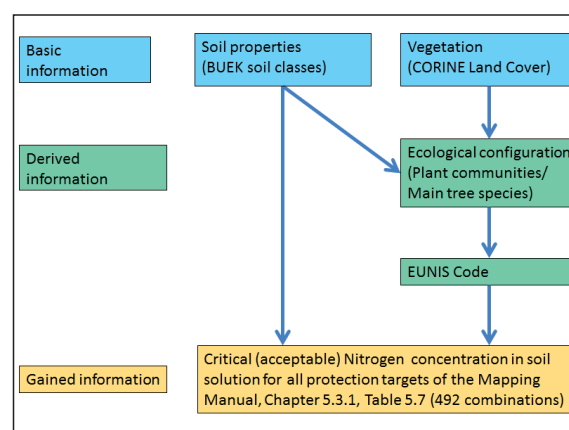 Basic
information
Soil properties
(BUEK soil classes)
Vegetation
(CORINE Land Cover)
Derived
information
Ecological configuration
(Plant communities/
Main tree species)
EUNIS Code
Gained information
Critical (acceptable) Nitrogen concentration in soil
solution for all protection targets of the Mapping
Manual, Chapter 5.3.1, Table 5.7 (492 combinations)